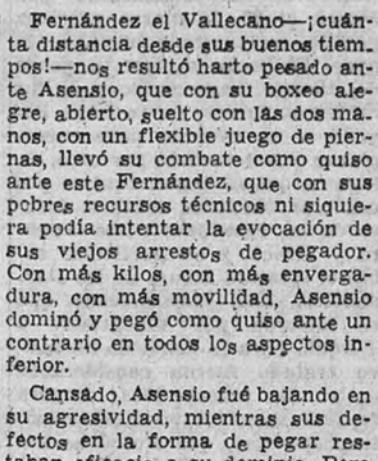 Fernández el Vallecano—¡cuán-
ta distancia desde sus buenos tiem-
pos!—nos resultó harto pesado an-
te Asensio, que con su boxeo ale-
gre, abierto, suelto con las dos ma-
nos, con un flexible juego de pier-
nas, llevó su combate como quiso
ante este Fernández, que con sus
pobres recursos técnicos ni siquie-
ra podía intentar la evocación de
sus viejos arrestos de pegador.
Con más kilos, con más enverga-
dura, con más movilidad, Asensio
dominó y pegó como quiso ante un
contrario en todos los aspectos in-
ferior.
Cansado, Asensio fué bajando en
su agresividad, mientras sus de-
fectos en la forma de pegar res-